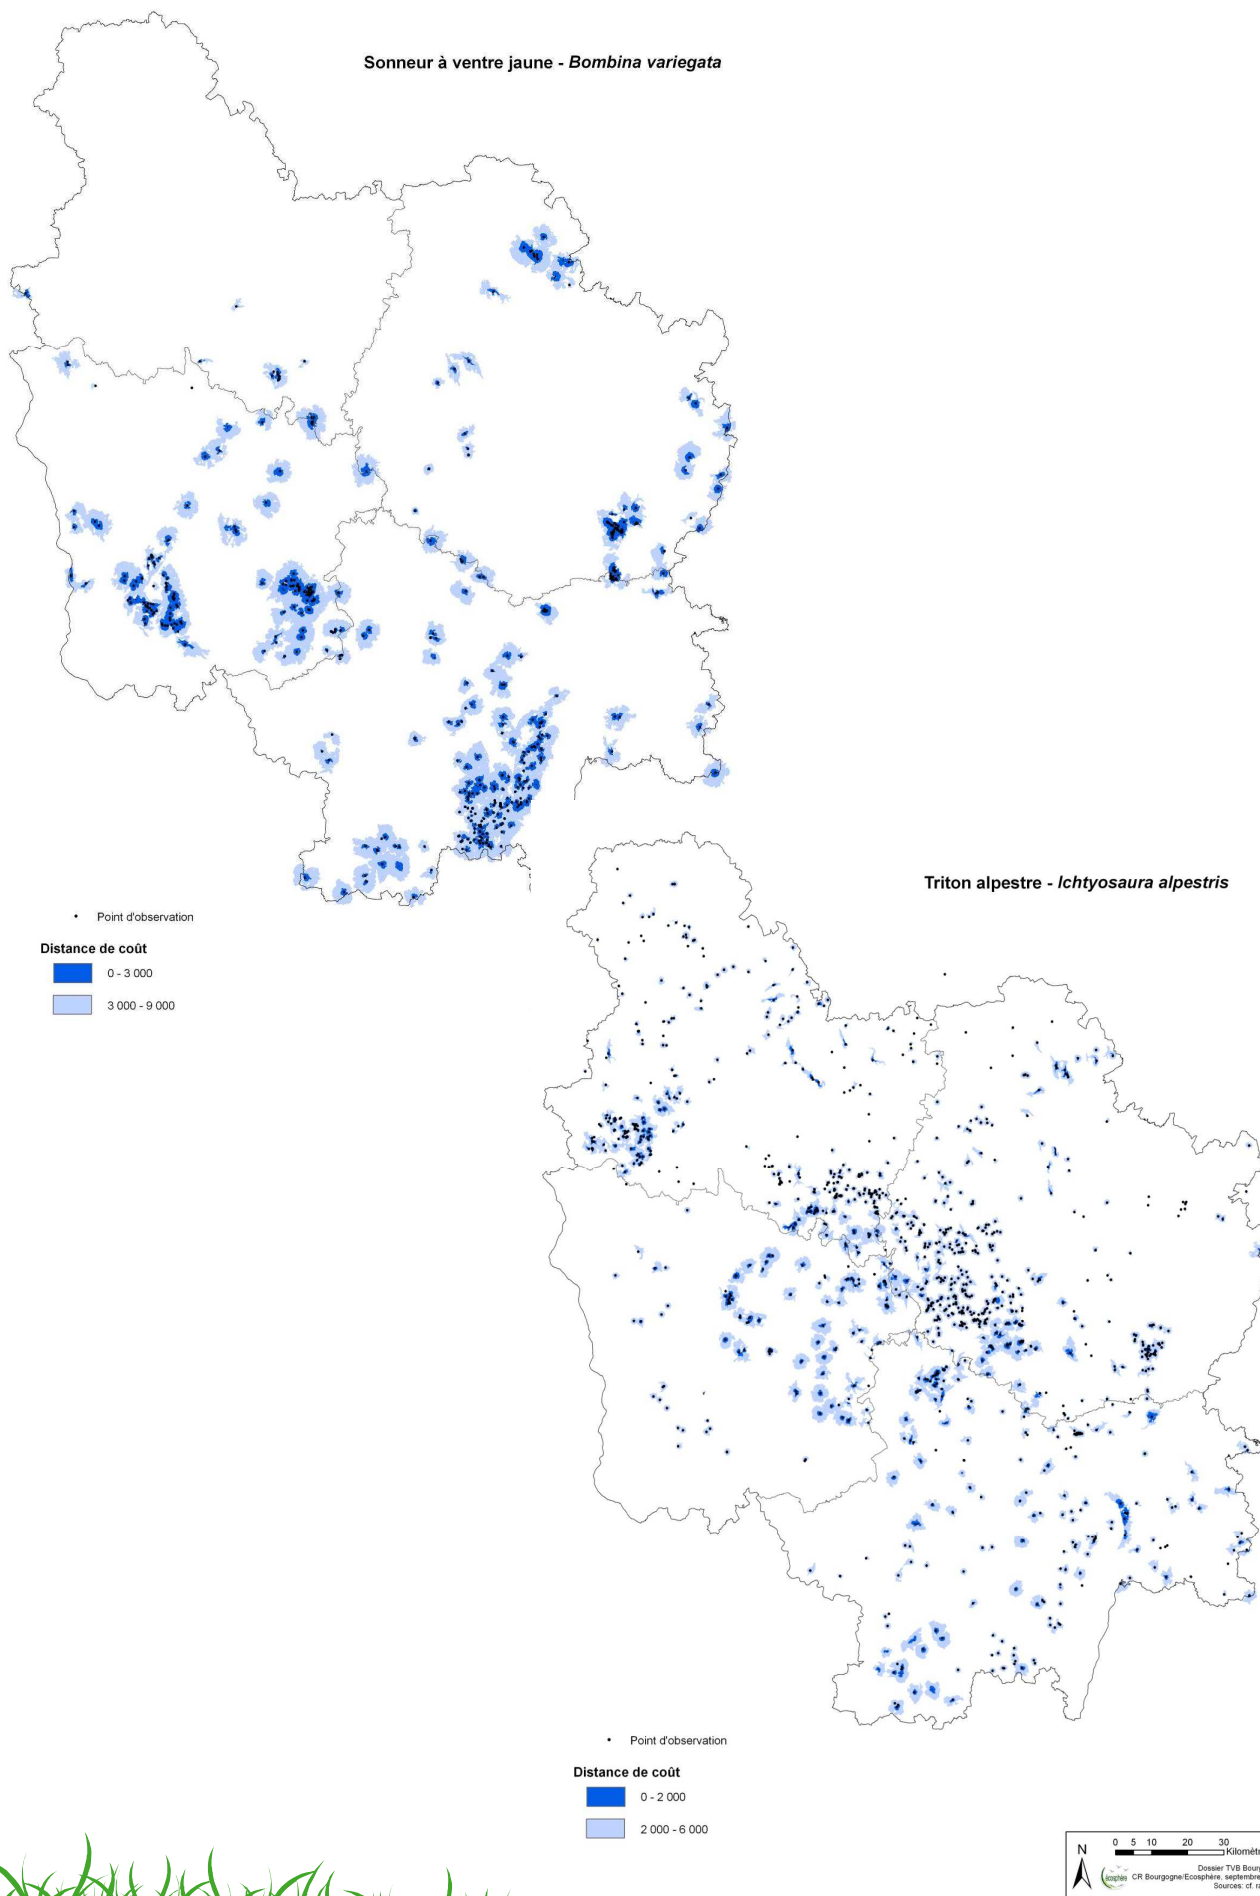 Sonneur à ventre jaune - Bombina variegata
Point d'observation
Distance de coût
0 - 3 000
3 000 - 9 000
Triton alpestre - Ichtyosaura alpestris
Point d'observation
Distance de coût
0 - 2 000
2 000 - 6 000
N
0 5 10 20 30
Kilomèt
Dossier TVB Bour
écosphère
CR Bourgogne/Ecosphère, septembre
Sources: cf. r